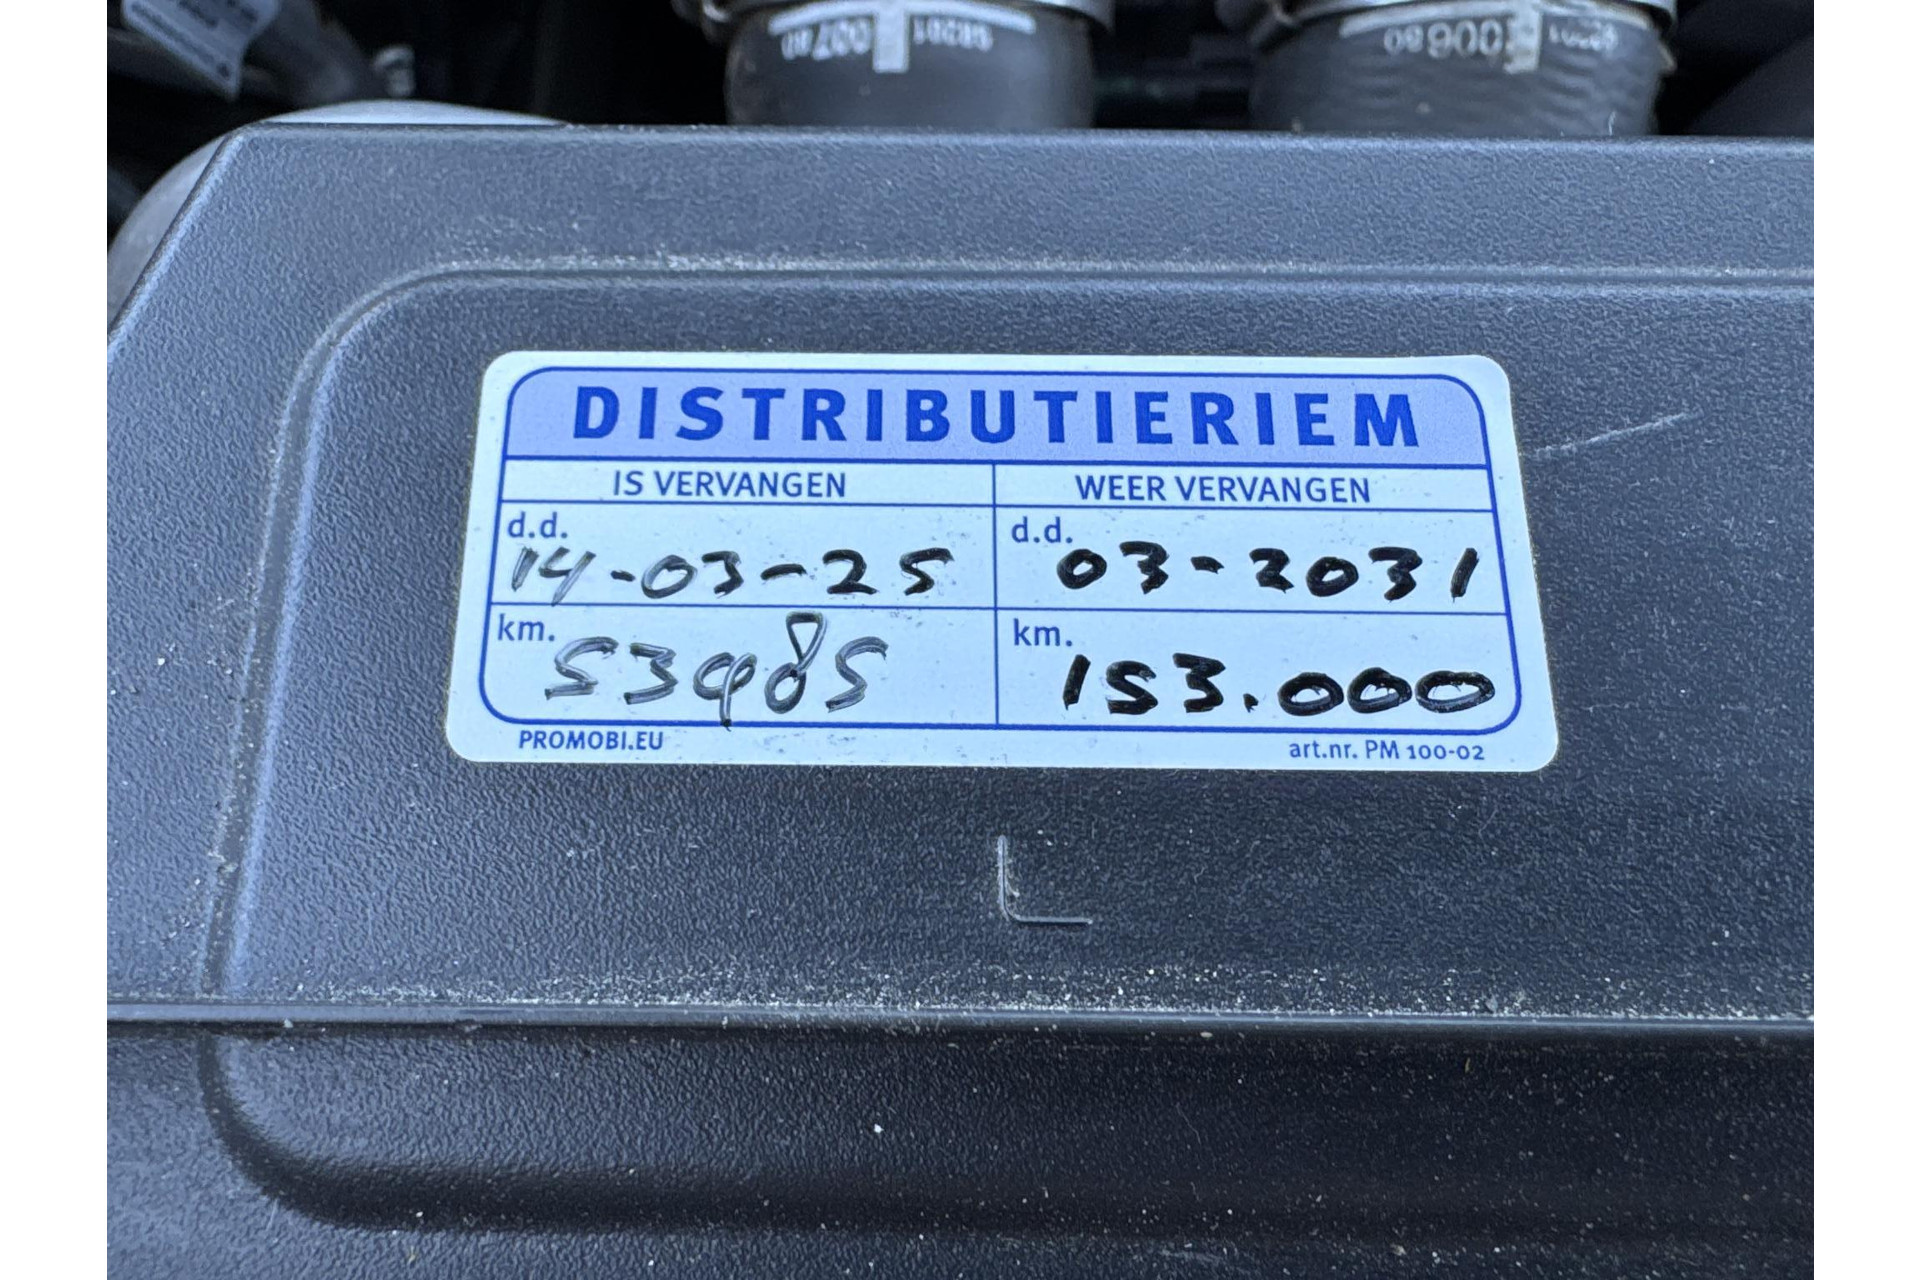 DISTRIBUTIERIEM
IS VERVANGEN WEER VERVANGEN
d.d. d.d.
14-03-25 03-2031
km. km.
53985 153.000
PROMOBI.EU art.nr. PM 100-02
L